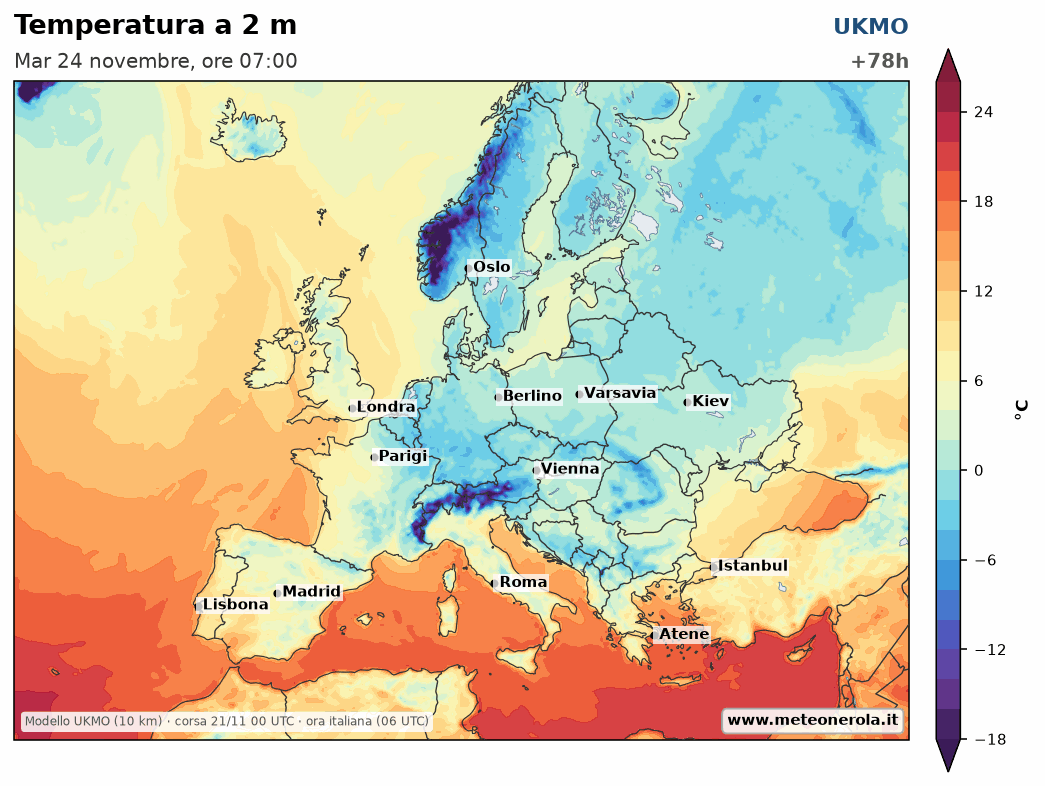 Temperatura a 2 m
UKMO
Mar 24 novembre, ore 07:00
+78h
24
18
12
6
0
−6
−12
−18
°C
Oslo
Londra
Berlino
Varsavia
Kiev
Parigi
Vienna
Istanbul
Roma
Madrid
Lisbona
Atene
Modello UKMO (10 km) · corsa 21/11 00 UTC · ora italiana (06 UTC)
www.meteonerola.it